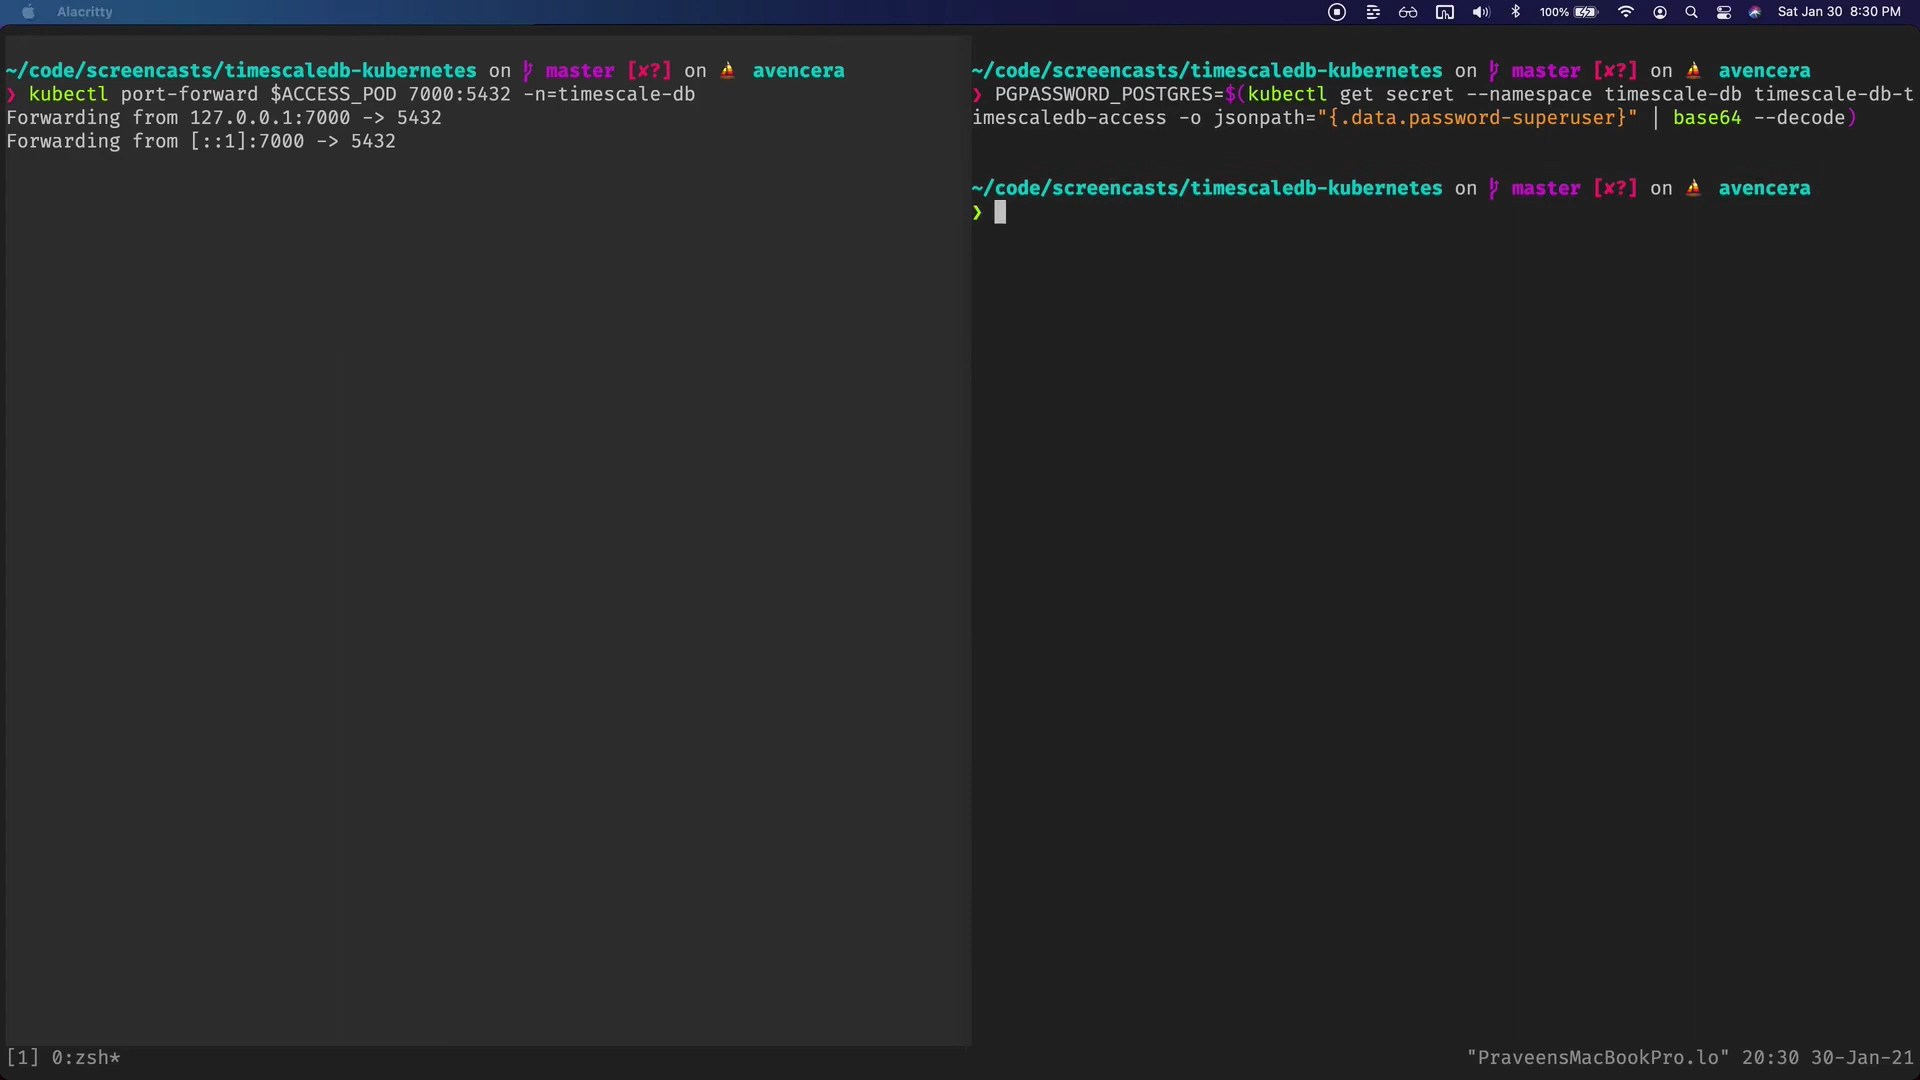 Alacritty
100%
Sat Jan 30 8:30 PM
~/code/screencasts/timescaledb-kubernetes on master [✘?] on avencera
❯ kubectl port-forward $ACCESS_POD 7000:5432 -n=timescale-db
Forwarding from 127.0.0.1:7000 -> 5432
Forwarding from [::1]:7000 -> 5432
~/code/screencasts/timescaledb-kubernetes on master [✘?] on avencera
❯ PGPASSWORD_POSTGRES=$(kubectl get secret --namespace timescale-db timescale-db-t
imescaledb-access -o jsonpath="{.data.password-superuser}" | base64 --decode)
~/code/screencasts/timescaledb-kubernetes on master [✘?] on avencera
❯
[1] 0:zsh*
"PraveensMacBookPro.lo" 20:30 30-Jan-21